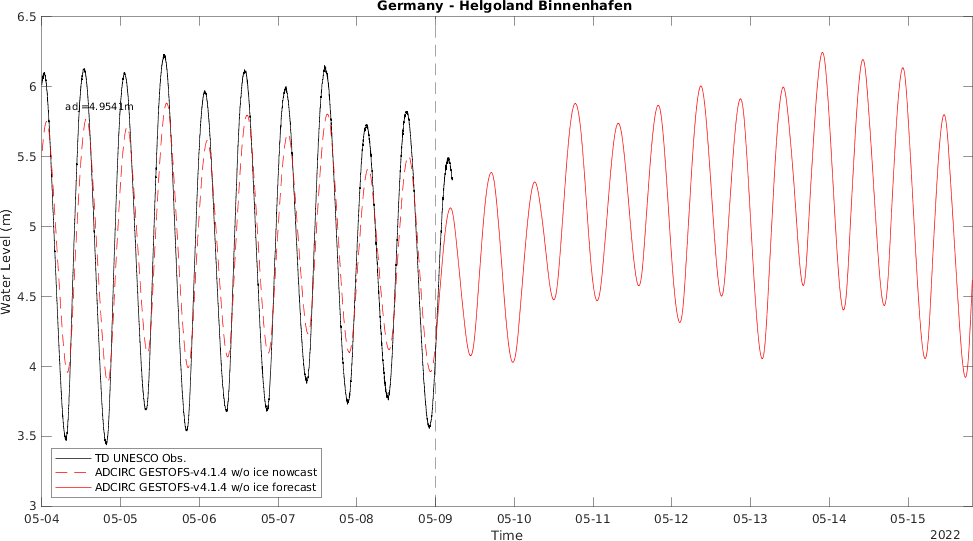 Germany - Helgoland Binnenhafen
6.5
6
5.5
5
4.5
4
3.5
3
Water Level (m)
adj=4.9541m
TD UNESCO Obs.
ADCIRC GESTOFS-v4.1.4 w/o ice nowcast
ADCIRC GESTOFS-v4.1.4 w/o ice forecast
05-04 05-05 05-06 05-07 05-08 05-09 05-10 05-11 05-12 05-13 05-14 05-15
Time
2022